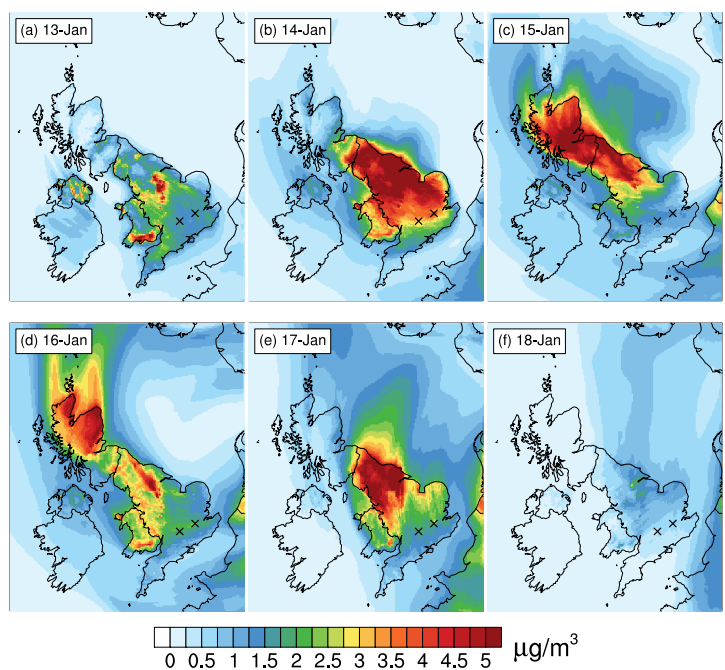 (a) 13-Jan
(b) 14-Jan
(c) 15-Jan
(d) 16-Jan
(e) 17-Jan
(f) 18-Jan
0 0.5 1 1.5 2 2.5 3 3.5 4 4.5 5 μg/m³